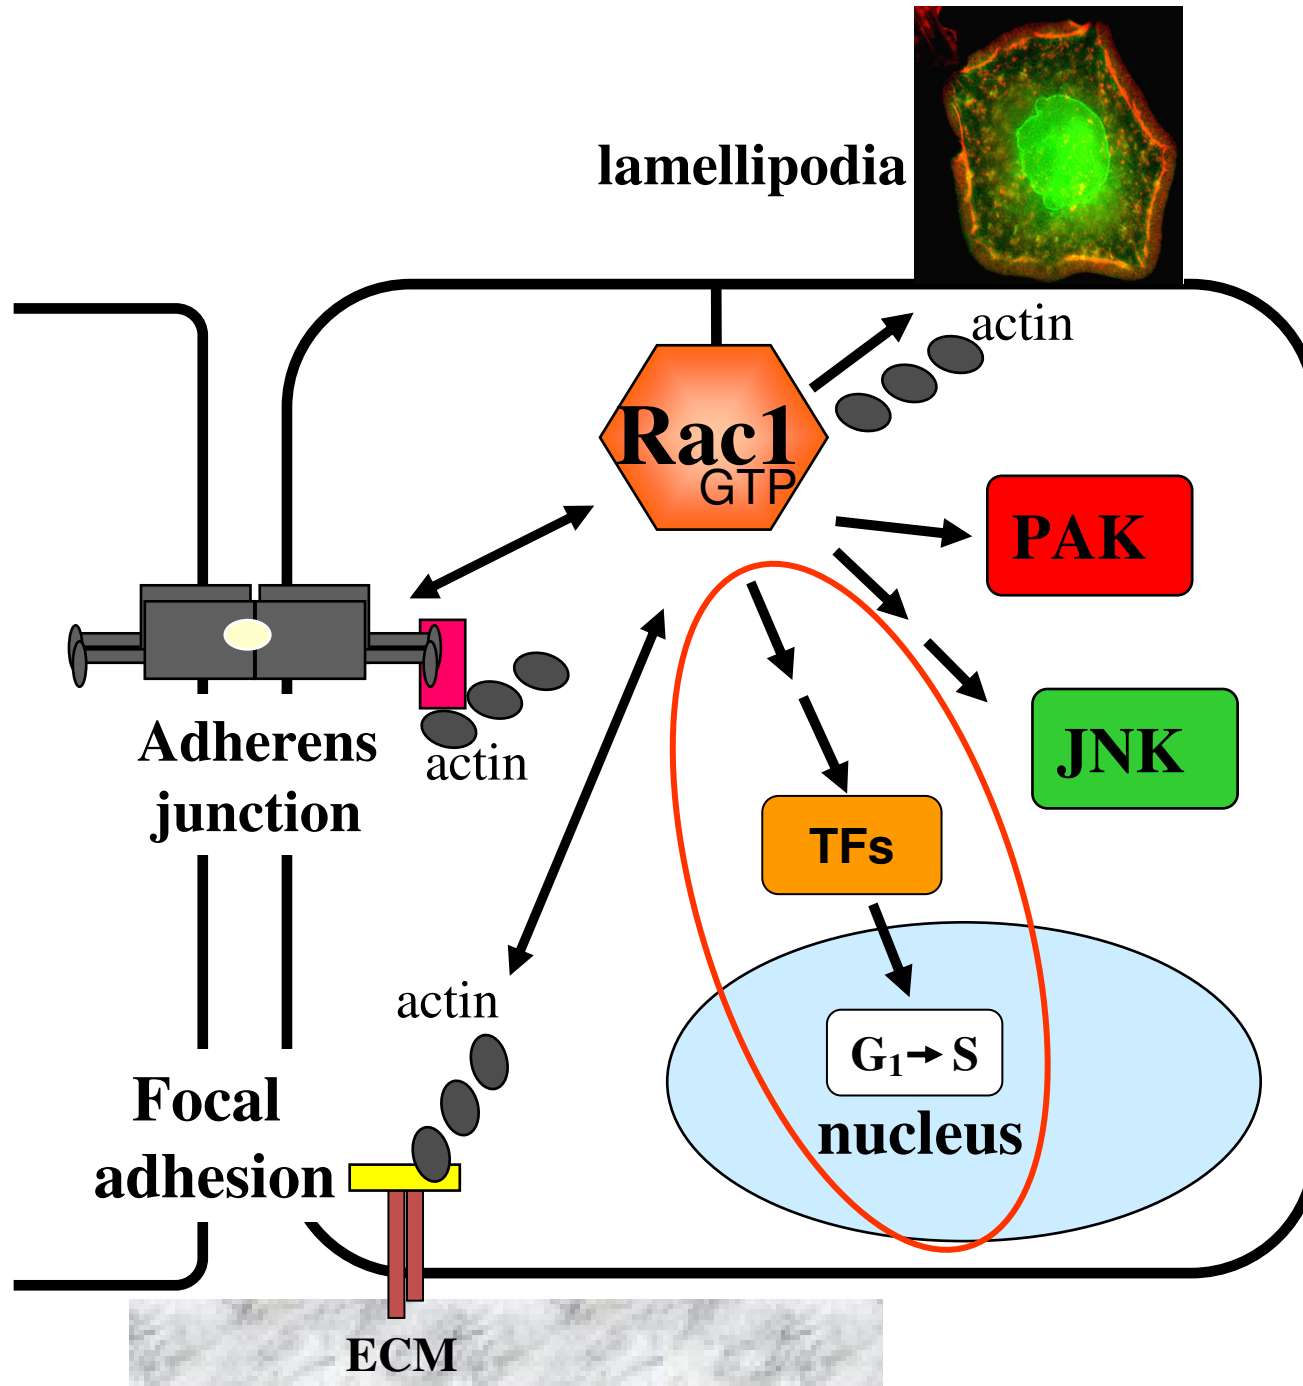 lamellipodia
actin
Rac1
GTP
PAK
JNK
Adherens
junction
actin
TFs
actin
G₁→ S
nucleus
Focal
adhesion
ECM